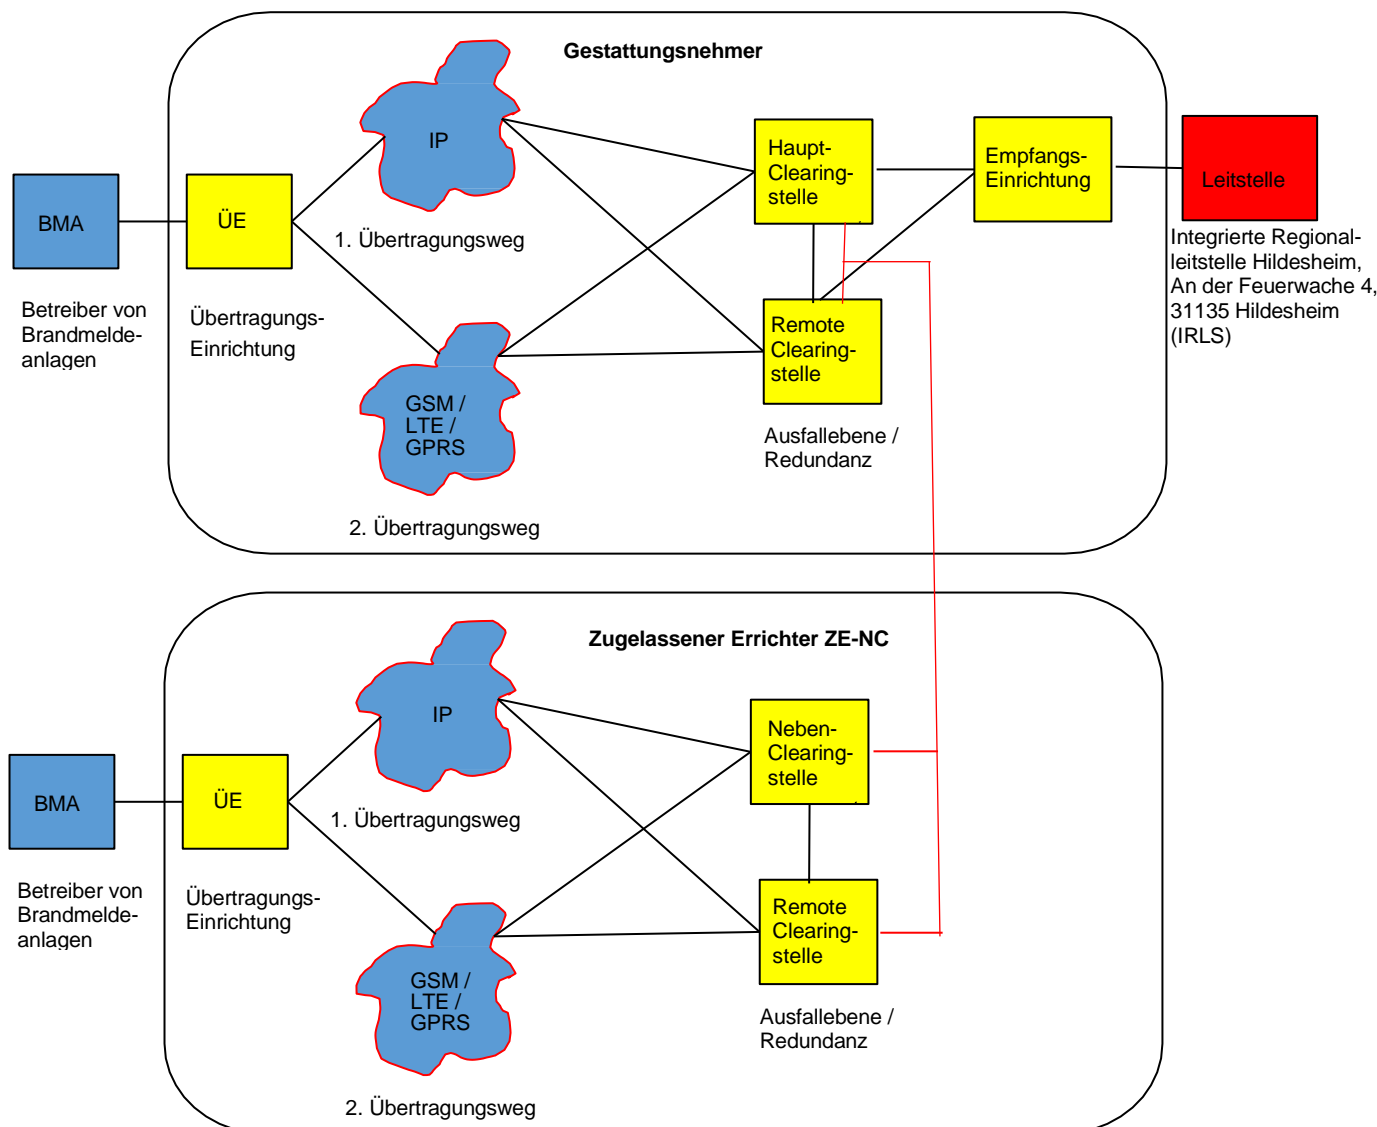 Gestattungsnehmer
BMA
Betreiber von
Brandmelde-
anlagen
ÜE
Übertragungs-
Einrichtung
IP
1. Übertragungsweg
GSM /
LTE /
GPRS
2. Übertragungsweg
Haupt-
Clearing-
stelle
Remote
Clearing-
stelle
Ausfallebene /
Redundanz
Empfangs-
Einrichtung
Leitstelle
Integrierte Regional-
leitstelle Hildesheim,
An der Feuerwache 4,
31135 Hildesheim
(IRLS)
Zugelassener Errichter ZE-NC
BMA
Betreiber von
Brandmelde-
anlagen
ÜE
Übertragungs-
Einrichtung
IP
1. Übertragungsweg
GSM /
LTE /
GPRS
2. Übertragungsweg
Neben-
Clearing-
stelle
Remote
Clearing-
stelle
Ausfallebene /
Redundanz